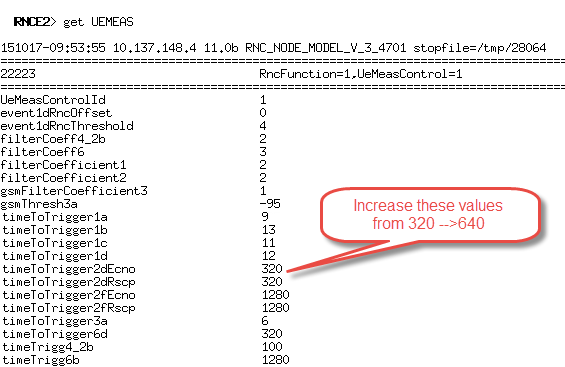 RNCE2> get UEMEAS
151017-09:53:55 10.137.148.4 11.0b RNC_NODE_MODEL_V_3_4701 stopfile=/tmp/28064
22223 RncFunction=1,UeMeasControl=1
UeMeasControlId 1
event1dRncOffset 0
event1dRncThreshold 4
filterCoeff4_2b 2
filterCoeff6 3
filterCoefficient1 2
filterCoefficient2 2
gsmFilterCoefficient3 1
gsmThresh3a -95
timeToTrigger1a 9
timeToTrigger1b 13
timeToTrigger1c 11
timeToTrigger1d 12
timeToTrigger2dEcno 320
timeToTrigger2dRscp 320
timeToTrigger2fEcno 1280
timeToTrigger2fRscp 1280
timeToTrigger3a 6
timeToTrigger6d 320
timeTrigg4_2b 100
timeTrigg6b 1280
Increase these values
from 320 -->640